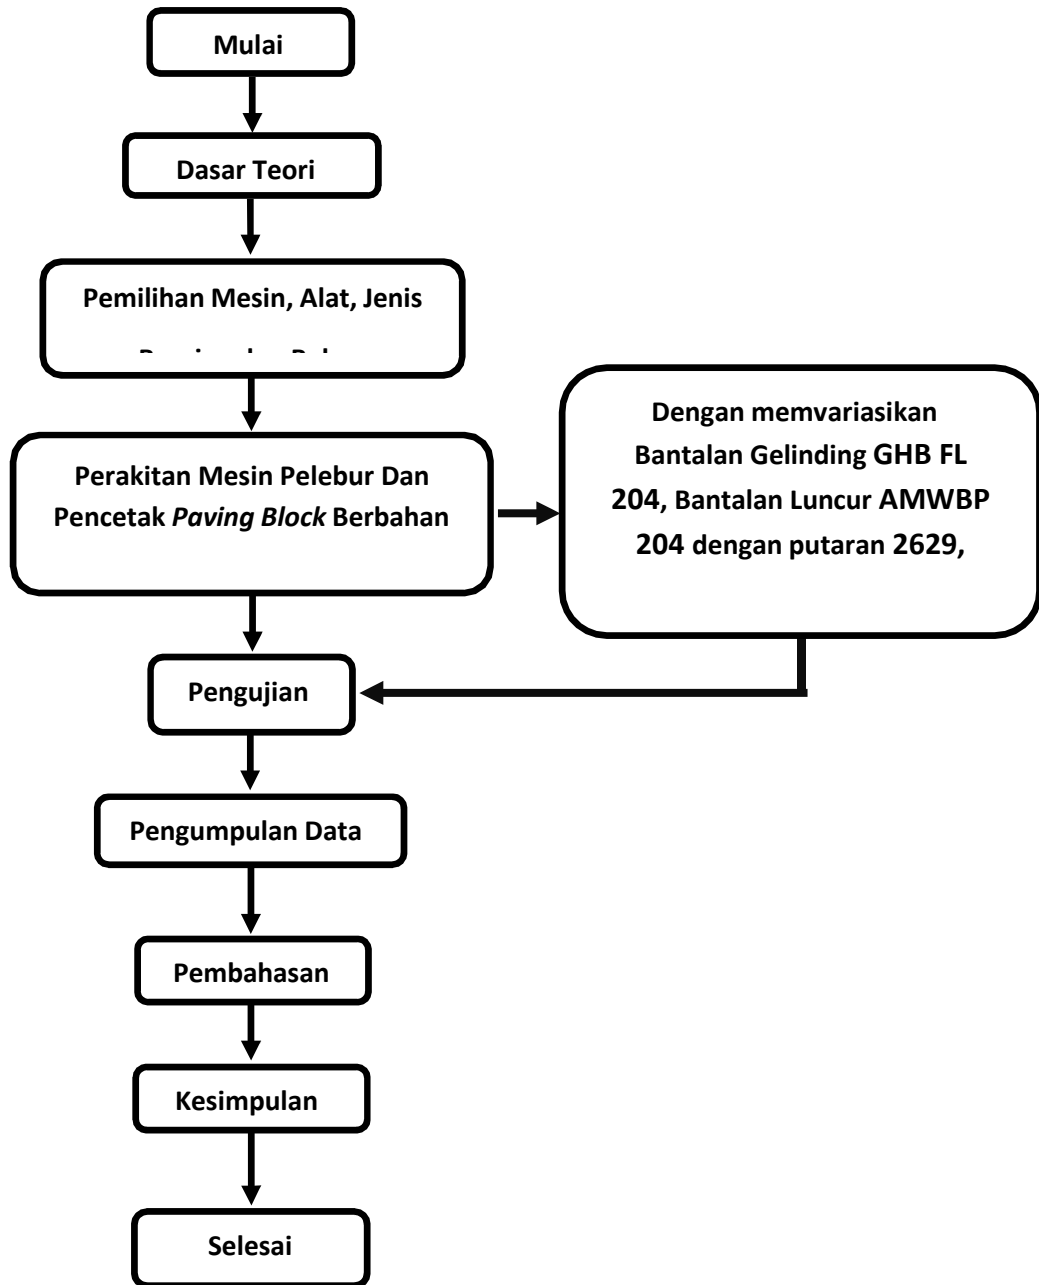 Mulai
Dasar Teori
Pemilihan Mesin, Alat, Jenis
Perakitan Mesin Pelebur Dan
Pencetak Paving Block Berbahan
Dengan memvariasikan
Bantalan Gelinding GHB FL
204, Bantalan Luncur AMWBP
204 dengan putaran 2629,
Pengujian
Pengumpulan Data
Pembahasan
Kesimpulan
Selesai